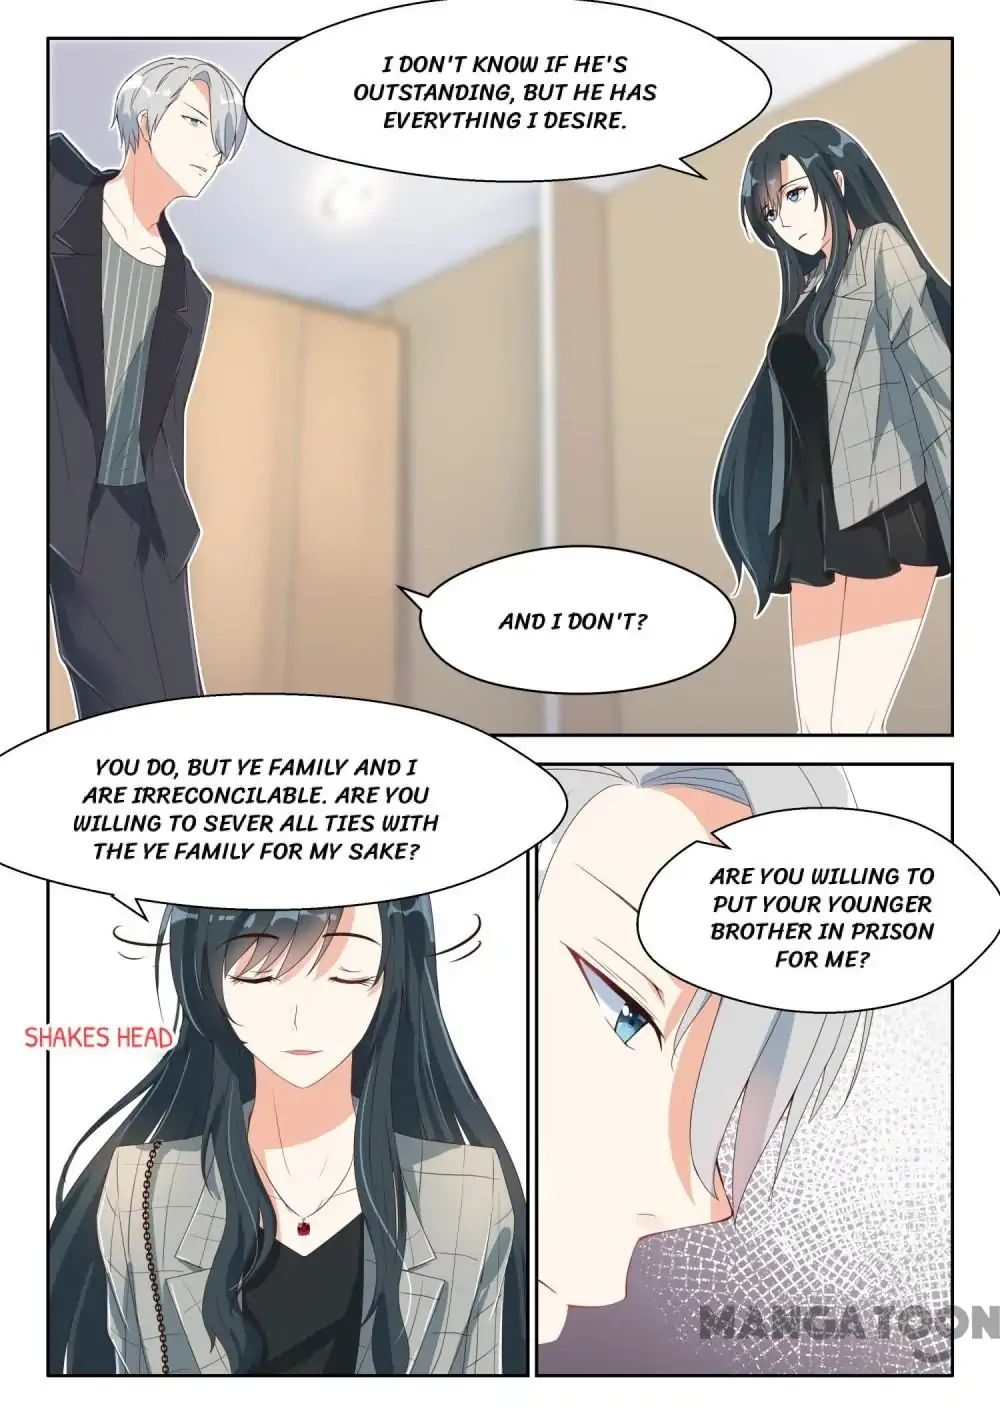 I DON'T KNOW IF HE'S
OUTSTANDING, BUT HE HAS
EVERYTHING I DESIRE.
AND I DON'T?
YOU DO, BUT YE FAMILY AND I
ARE IRRECONCILABLE. ARE YOU
WILLING TO SEVER ALL TIES WITH
THE YE FAMILY FOR MY SAKE?
SHAKES HEAD
ARE YOU WILLING TO
PUT YOUR YOUNGER
BROTHER IN PRISON
FOR ME?
MANGATOON